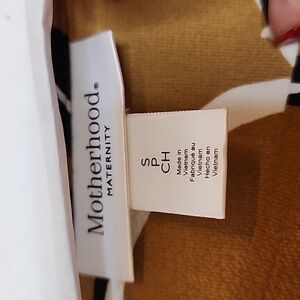 Motherhood®
MATERNITY
S
P
CH
Made in
Vietnam
Fabriqué au
Vietnam
Hecho en
Vietnam